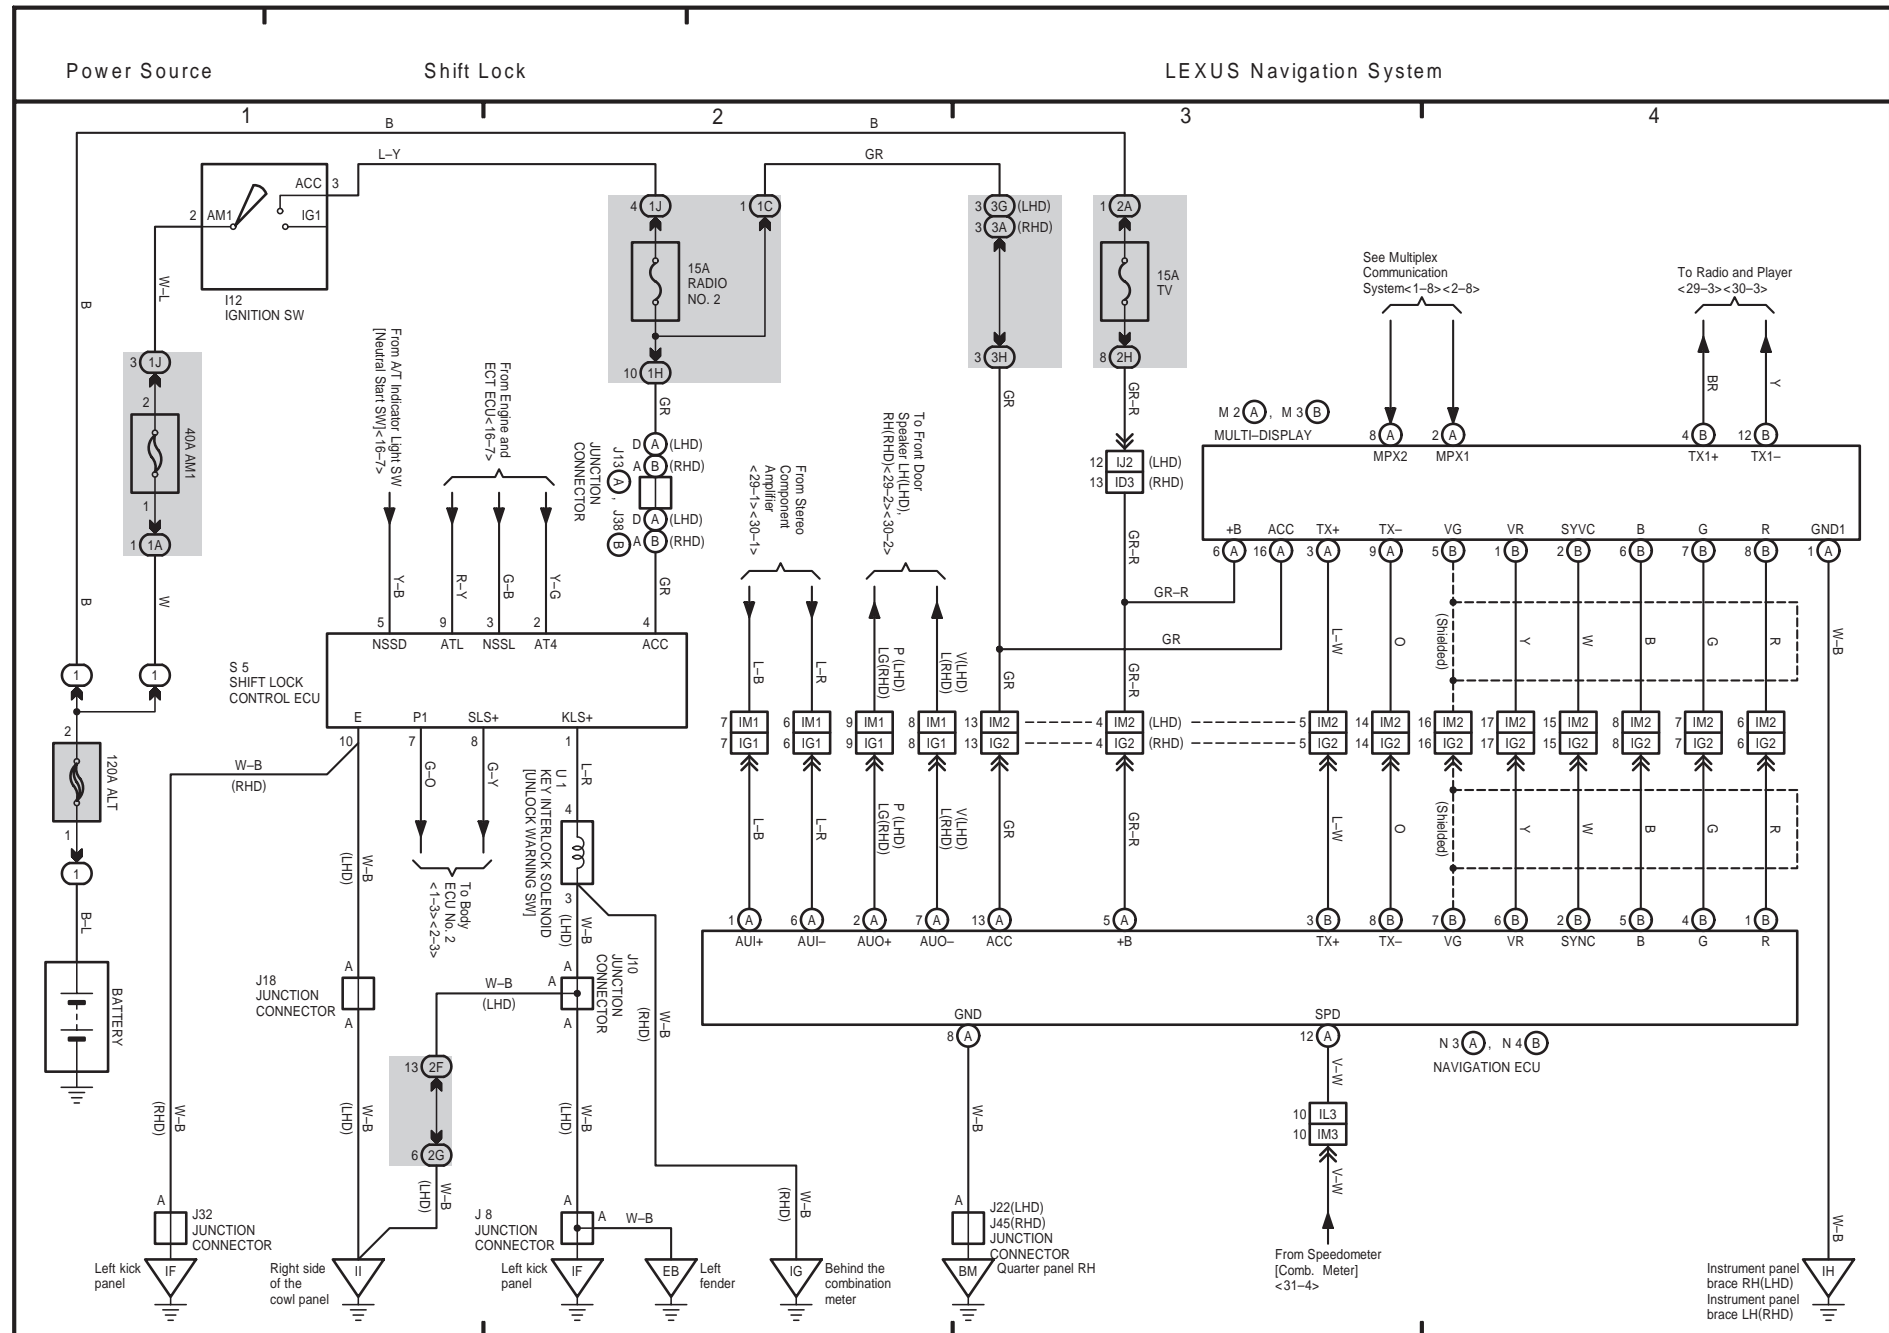 Power Source
Shift Lock
LEXUS Navigation System
1
2
3
4
B
B
L–Y
GR
ACC
3
2
AM1
IG1
I12
IGNITION SW
W–L
B
3
1J
2
40A AM1
1
1
1A
B
W
1
1
2
120A ALT
1
1
B–L
BATTERY
4
1J
1
1C
15A
RADIO
NO. 2
10
1H
GR
D
A
(LHD)
A
B
(RHD)
J13
A
,
J38
B
JUNCTION
CONNECTOR
D
A
(LHD)
A
B
(RHD)
GR
From A/T Indicator Light SW
[Neutral Start SW]<16–7>
From Engine and
ECT ECU<16–7>
Y–B
R–Y
G–B
Y–G
5
9
3
2
4
NSSD
ATL
NSSL
AT4
ACC
S 5
SHIFT LOCK
CONTROL ECU
E
P1
SLS+
KLS+
10
7
8
1
W–B
(RHD)
G–O
G–Y
L–R
U 1
KEY INTERLOCK SOLENOID
[UNLOCK WARNING SW]
4
3
W–B
(LHD)
To Body
ECU No. 2
<1–3><2–3>
W–B
(LHD)
A
J18
JUNCTION
CONNECTOR
A
W–B
(LHD)
A
A
J10
JUNCTION
CONNECTOR
A
W–B
(RHD)
13
2F
6
2G
W–B
(RHD)
W–B
(LHD)
W–B
(LHD)
W–B
(LHD)
W–B
(RHD)
A
J32
JUNCTION
CONNECTOR
Left kick
panel
IF
Right side
of the
cowl panel
II
A
J 8
JUNCTION
CONNECTOR
A
W–B
Left kick
panel
IF
EB
Left
fender
IG
Behind the
combination
meter
3
3G
(LHD)
3
3A
(RHD)
3
3H
GR
1
2A
15A
TV
8
2H
GR–R
12
IJ2
(LHD)
13
ID3
(RHD)
GR–R
GR–R
GR
See Multiplex
Communication
System<1–8><2–8>
To Radio and Player
<29–3><30–3>
BR
Y
M 2
A
, M 3
B
MULTI–DISPLAY
8
A
2
A
4
B
12
B
MPX2
MPX1
TX1+
TX1–
+B
ACC
TX+
TX–
VG
VR
SYVC
B
G
R
GND1
6
A
16
A
3
A
9
A
5
B
1
B
2
B
6
B
7
B
8
B
1
A
From Stereo
Component
Amplifier
<29–1><30–1>
To Front Door
Speaker LH(LHD),
RH(RHD)<29–2><30–2>
L–B
L–R
P (LHD)
LG(RHD)
V(LHD)
L(RHD)
GR
GR–R
L–W
O
(Shielded)
Y
W
B
G
R
W–B
7
IM1
6
IM1
9
IM1
8
IM1
13
IM2
4
IM2
(LHD)
5
IM2
14
IM2
16
IM2
17
IM2
15
IM2
8
IM2
7
IM2
6
IM2
7
IG1
6
IG1
9
IG1
8
IG1
13
IG2
4
IG2
(RHD)
5
IG2
14
IG2
16
IG2
17
IG2
15
IG2
8
IG2
7
IG2
6
IG2
L–B
L–R
P (LHD)
LG(RHD)
V(LHD)
L(RHD)
GR
GR–R
L–W
O
(Shielded)
Y
W
B
G
R
1
A
6
A
2
A
7
A
13
A
5
A
3
B
8
B
7
B
6
B
2
B
5
B
4
B
1
B
AUI+
AUI–
AUO+
AUO–
ACC
+B
TX+
TX–
VG
VR
SYNC
B
G
R
GND
SPD
8
A
12
A
N 3
A
, N 4
B
NAVIGATION ECU
W–B
V–W
10
IL3
10
IM3
V–W
A
J22(LHD)
J45(RHD)
JUNCTION
CONNECTOR
BM
Quarter panel RH
From Speedometer
[Comb. Meter]
<31–4>
W–B
Instrument panel
brace RH(LHD)
Instrument panel
brace LH(RHD)
IH